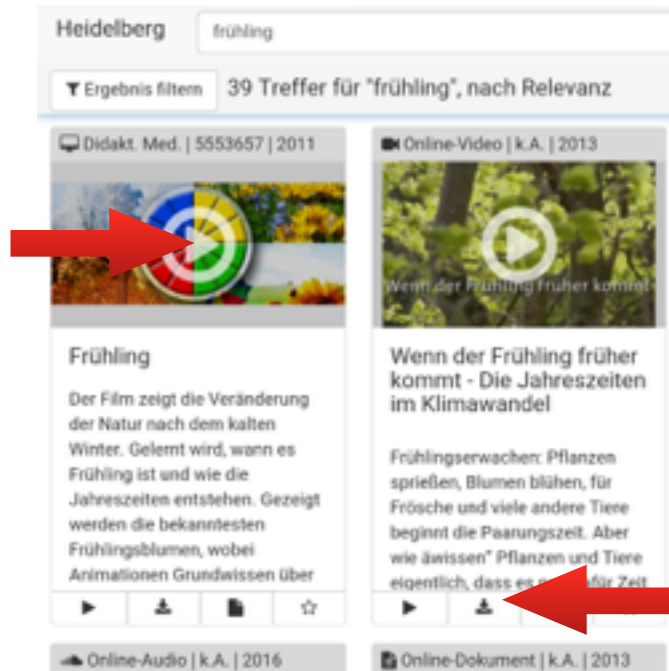 Heidelberg
frühling
Ergebnis filtern
39 Treffer für "frühling", nach Relevanz
Didakt. Med. | 5553657 | 2011
Frühling
Der Film zeigt die Veränderung
der Natur nach dem kalten
Winter. Gelernt wird, wann es
Frühling ist und wie die
Jahreszeiten entstehen. Gezeigt
werden die bekanntesten
Frühlingsblumen, wobei
Animationen Grundwissen über
Online-Video | k.A. | 2013
Wenn der Frühling früher kommt
Wenn der Frühling früher
kommt - Die Jahreszeiten
im Klimawandel
Frühlingserwachen: Pflanzen
sprießen, Blumen blühen, für
Frösche und viele andere Tiere
beginnt die Paarungszeit. Aber
wie äwissen" Pflanzen und Tiere
eigentlich, dass es Zeit
Online-Audio | k.A. | 2016
Online-Dokument | k.A. | 2013